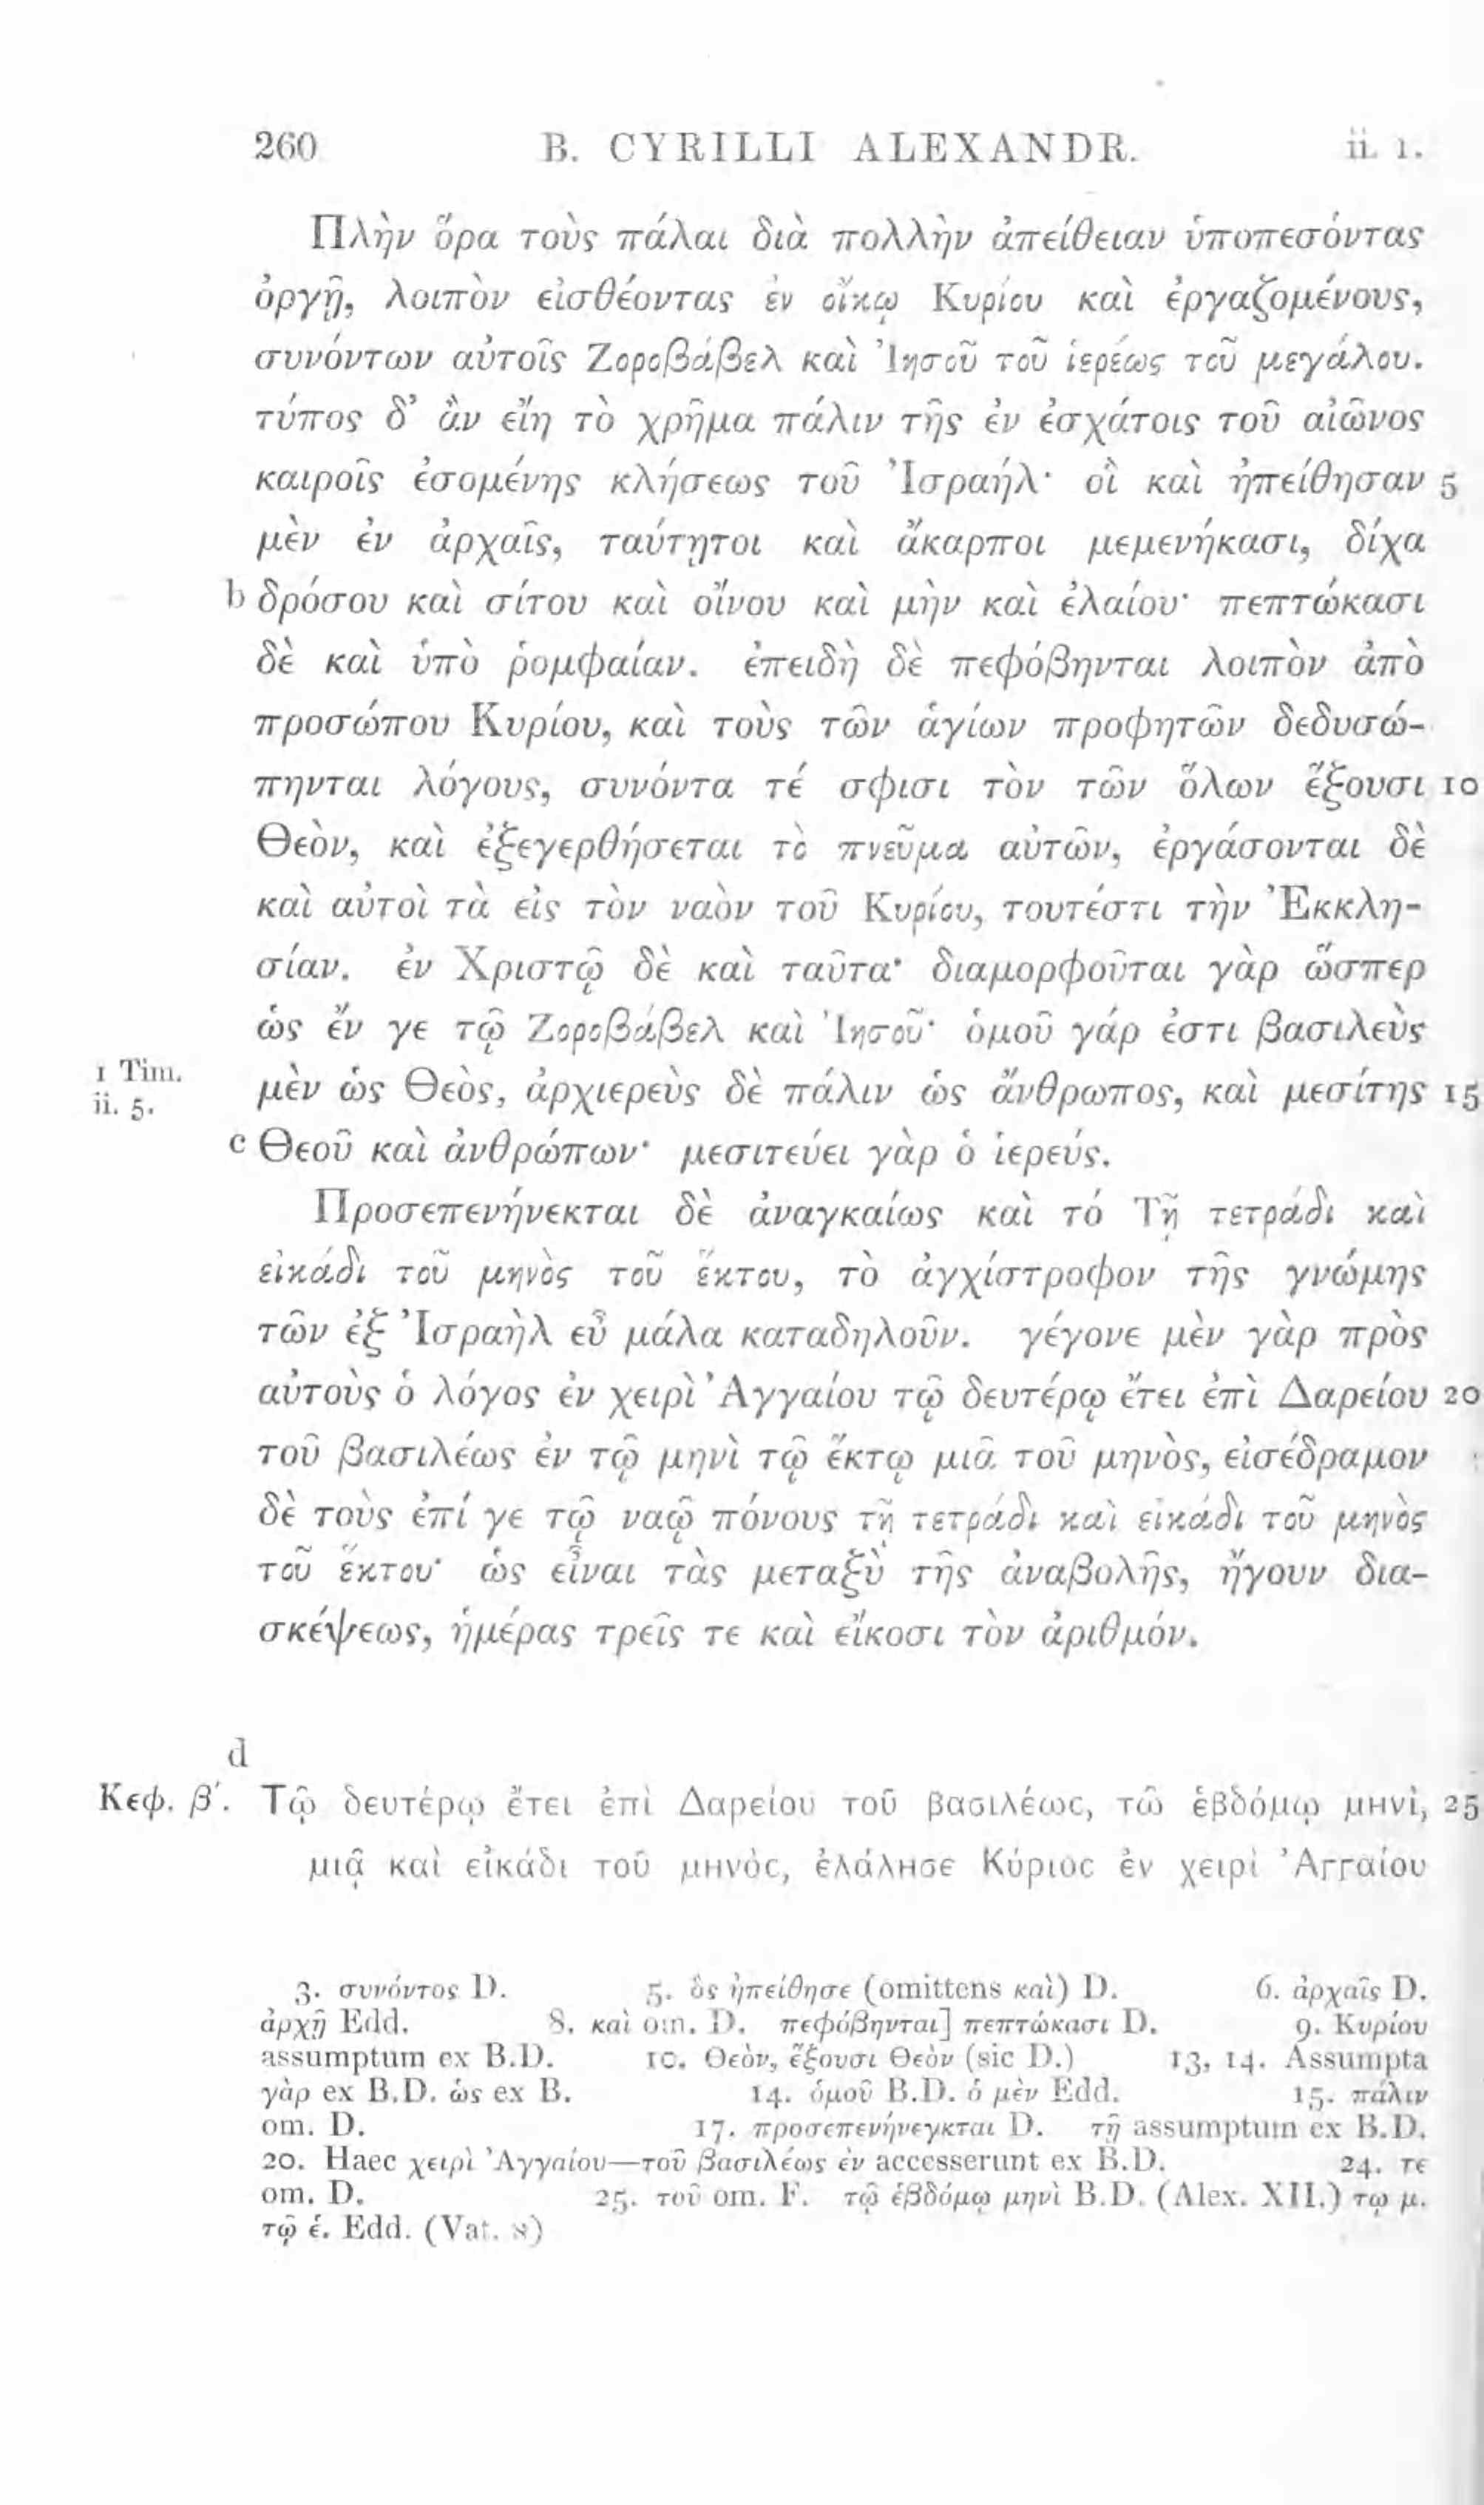 260 B. CYRILLI ALEXANDR. ii. 1.
Πλὴν ὅρα τοὺς πάλαι διὰ πολλὴν ἀπείθειαν ὑποπεσόντας
ὀργῇ, λοιπὸν εἰσθέοντας ἐν οἴκῳ Κυρίου καὶ ἐργαζομένους,
συνόντων αὐτοῖς Ζοροβάβελ καὶ Ἰησοῦ τοῦ ἱερέως τοῦ μεγάλου.
τύπος δ' ἂν εἴη τὸ χρῆμα πάλιν τῆς ἐν ἐσχάτοις τοῦ αἰῶνος
καιροῖς ἐσομένης κλήσεως τοῦ Ἰσραήλ· οἳ καὶ ἠπείθησαν 5
μὲν ἐν ἀρχαῖς, ταύτῃτοι καὶ ἄκαρποι μεμενήκασι, δίχα
b δρόσου καὶ σίτου καὶ οἴνου καὶ μὴν καὶ ἐλαίου· πεπτώκασι
δὲ καὶ ὑπὸ ῥομφαίαν. ἐπειδὴ δὲ πεφόβηνται λοιπὸν ἀπὸ
προσώπου Κυρίου, καὶ τοὺς τῶν ἁγίων προφητῶν δεδυσώ-
πηνται λόγους, συνόντα τέ σφισι τὸν τῶν ὅλων ἕξουσι 10
Θεὸν, καὶ ἐξεγερθήσεται τὸ πνεῦμα αὐτῶν, ἐργάσονται δὲ
καὶ αὐτοὶ τὰ εἰς τὸν ναὸν τοῦ Κυρίου, τουτέστι τὴν Ἐκκλη-
σίαν. ἐν Χριστῷ δὲ καὶ ταῦτα· διαμορφοῦται γὰρ ὥσπερ
ὡς ἔν γε τῷ Ζοροβάβελ καὶ Ἰησοῦ· ὁμοῦ γάρ ἐστι βασιλεὺς
1 Tim. ii. 5. μὲν ὡς Θεὸς, ἀρχιερεὺς δὲ πάλιν ὡς ἄνθρωπος, καὶ μεσίτης 15
c Θεοῦ καὶ ἀνθρώπων· μεσιτεύει γὰρ ὁ ἱερεύς.
Προσεπενήνεκται δὲ ἀναγκαίως καὶ τό Τῇ τετράδι καὶ
εἰκάδι τοῦ μηνὸς τοῦ ἕκτου, τὸ ἀγχίστροφον τῆς γνώμης
τῶν ἐξ Ἰσραὴλ εὖ μάλα καταδηλοῦν. γέγονε μὲν γὰρ πρὸς
αὐτοὺς ὁ λόγος ἐν χειρὶ Ἀγγαίου τῷ δευτέρῳ ἔτει ἐπὶ Δαρείου 20
τοῦ βασιλέως ἐν τῷ μηνὶ τῷ ἕκτῳ μιᾷ τοῦ μηνὸς, εἰσέδραμον
δὲ τοὺς ἐπί γε τῷ ναῷ πόνους τῇ τετράδι καὶ εἰκάδι τοῦ μηνὸς
τοῦ ἕκτου· ὡς εἶναι τὰς μεταξὺ τῆς ἀναβολῆς, ἤγουν δια-
σκέψεως, ἡμέρας τρεῖς τε καὶ εἴκοσι τὸν ἀριθμόν.
d
Κεφ. β'. Τῷ δευτέρῳ ἔτει ἐπὶ Δαρείου τοῦ βασιλέως, τῷ ἑβδόμῳ μηνὶ, 25
μιᾷ καὶ εἰκάδι τοῦ μηνὸς, ἐλάλησε Κύριος ἐν χειρὶ Ἀγγαίου
3. συνόντος D. 5. ὃς ἠπείθησε (omittens καὶ) D. 6. ἀρχαῖς D.
ἀρχῇ Edd. 8. καὶ om. D. πεφόβηνται] πεπτώκασι D. 9. Κυρίου
assumptum ex B.D. 10. Θεὸν, ἕξουσι Θεὸν (sic D.) 13, 14. Assumpta
γὰρ ex B.D. ὡς ex B. 14. ὁμοῦ B.D. ὁ μὲν Edd. 15. πάλιν
om. D. 17. προσεπενήνεγκται D. τῇ assumptum ex B.D.
20. Haec χειρὶ Ἀγγαίου—τοῦ βασιλέως ἐν accesserunt ex B.D. 24. τε
om. D. 25. τοῦ om. F. τῷ ἑβδόμῳ μηνὶ B.D. (Alex. XII.) τῳ μ.
τῷ ἑ. Edd. (Vat. א)